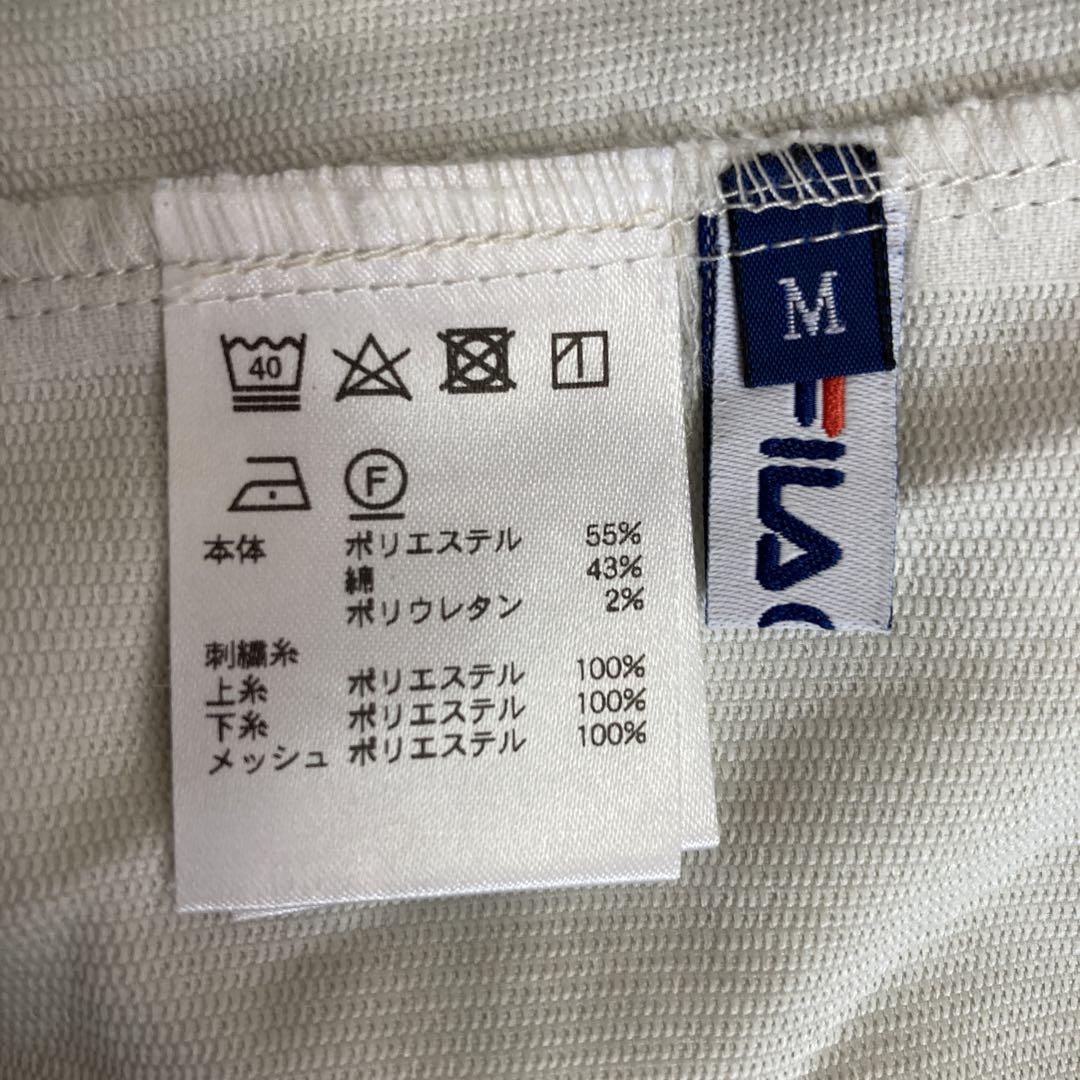 40
F
本体 ポリエステル 55%
綿 43%
ポリウレタン 2%
刺繍糸
上糸 ポリエステル 100%
下糸 ポリエステル 100%
メッシュ ポリエステル 100%
M
FILA